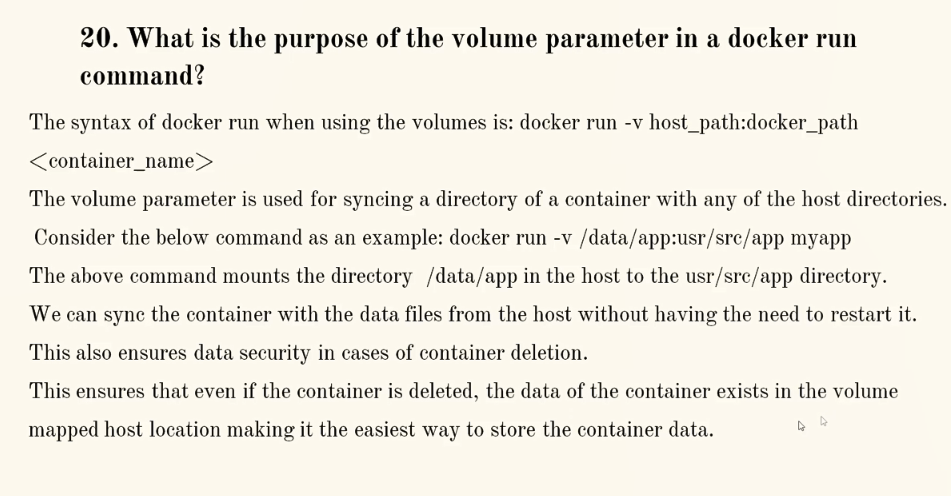 20. What is the purpose of the volume parameter in a docker run
command?
The syntax of docker run when using the volumes is: docker run -v host_path:docker_path
<container_name>
The volume parameter is used for syncing a directory of a container with any of the host directories.
Consider the below command as an example: docker run -v /data/app:usr/src/app myapp
The above command mounts the directory /data/app in the host to the usr/src/app directory.
We can sync the container with the data files from the host without having the need to restart it.
This also ensures data security in cases of container deletion.
This ensures that even if the container is deleted, the data of the container exists in the volume
mapped host location making it the easiest way to store the container data.